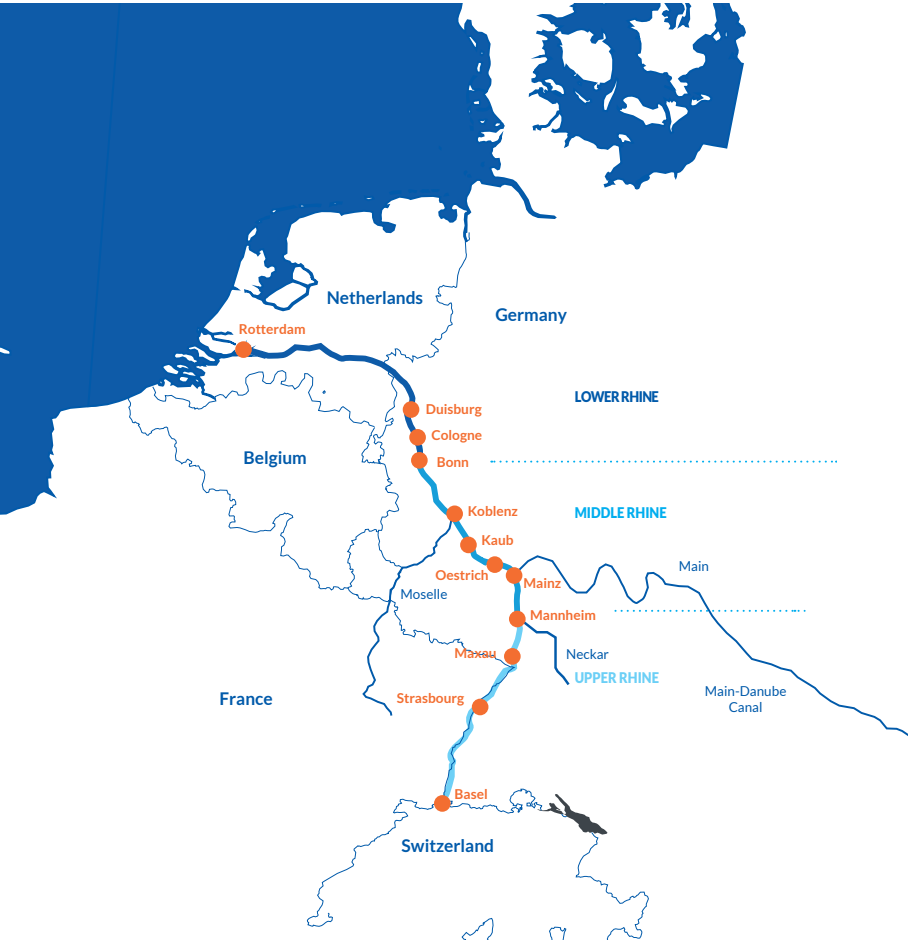 Netherlands
Germany
Rotterdam
LOWER RHINE
Duisburg
Cologne
Belgium
Bonn
Koblenz
MIDDLE RHINE
Kaub
Main
Oestrich
Mainz
Moselle
Mannheim
Maxau
Neckar
UPPER RHINE
Main-Danube
Canal
France
Strasbourg
Basel
Switzerland